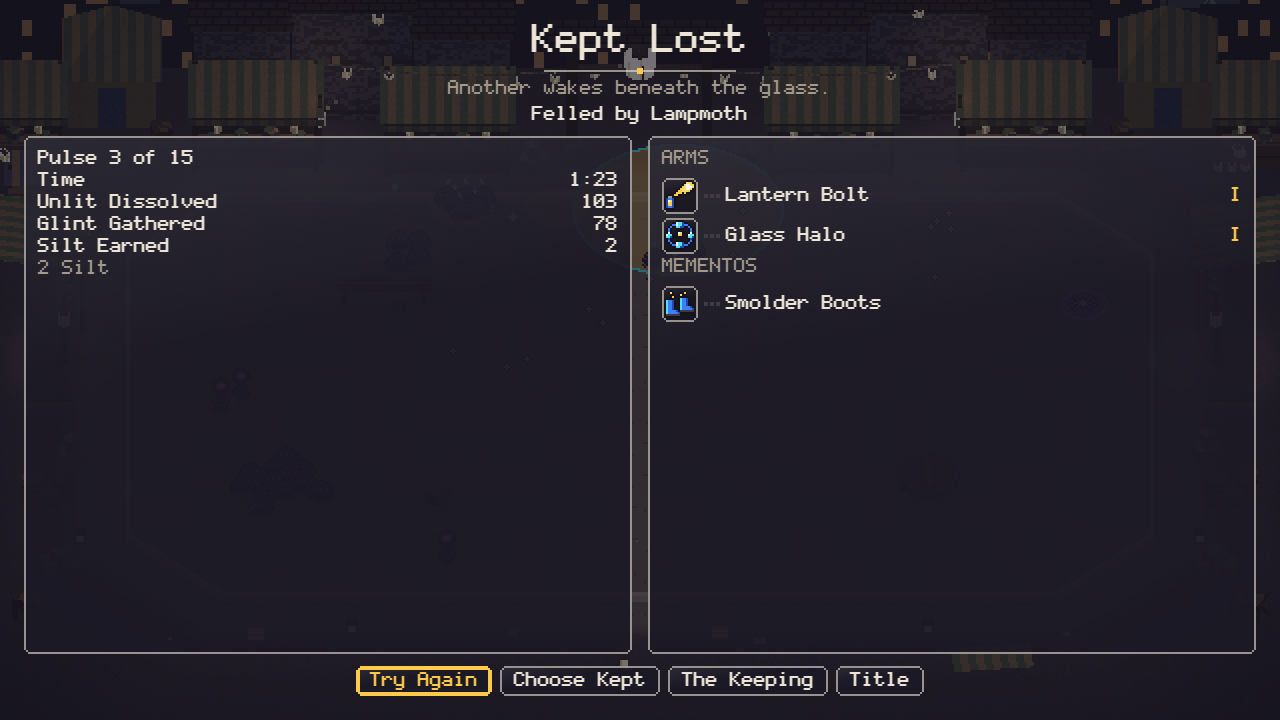 Kept Lost
Another wakes beneath the glass.
Felled by Lampmoth
Pulse 3 of 15
Time 1:23
Unlit Dissolved 103
Glint Gathered 78
Silt Earned 2
2 Silt
ARMS
Lantern Bolt I
Glass Halo I
MEMENTOS
Smolder Boots
Try Again
Choose Kept
The Keeping
Title